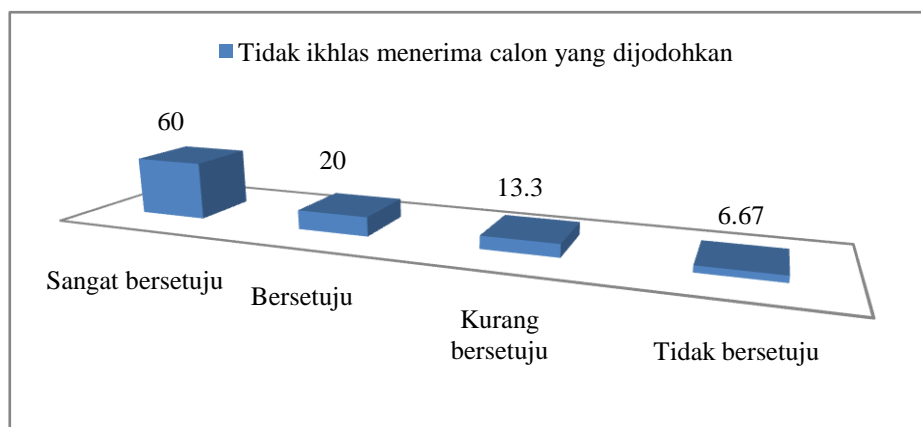 Tidak ikhlas menerima calon yang dijodohkan
60
20
13.3
6.67
Sangat bersetuju
Bersetuju
Kurang
bersetuju
Tidak bersetuju